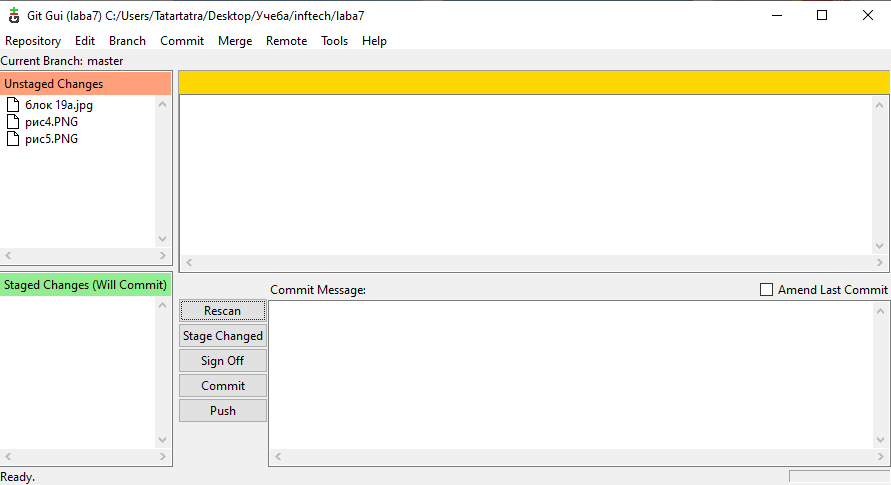 Git Gui (laba7) C:/Users/Tatartatra/Desktop/Учеба/inftech/laba7
Repository Edit Branch Commit Merge Remote Tools Help
Current Branch: master
Unstaged Changes
блок 19a.jpg
рис4.PNG
рис5.PNG
Staged Changes (Will Commit)
Commit Message:
Amend Last Commit
Rescan
Stage Changed
Sign Off
Commit
Push
Ready.